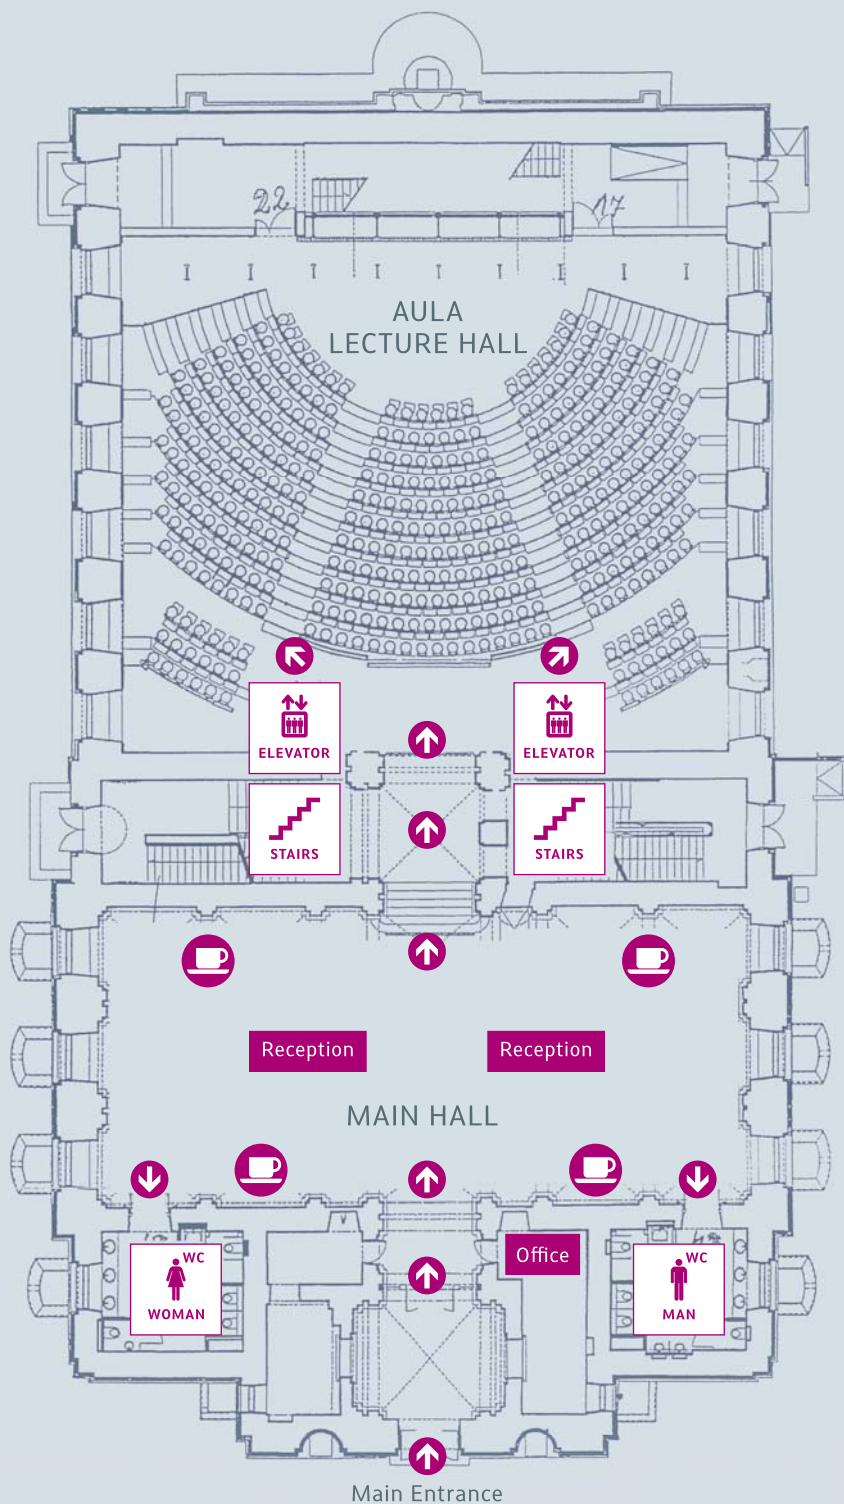 22
17
AULA
LECTURE HALL
ELEVATOR
ELEVATOR
STAIRS
STAIRS
Reception
Reception
MAIN HALL
Office
WC
WOMAN
WC
MAN
Main Entrance